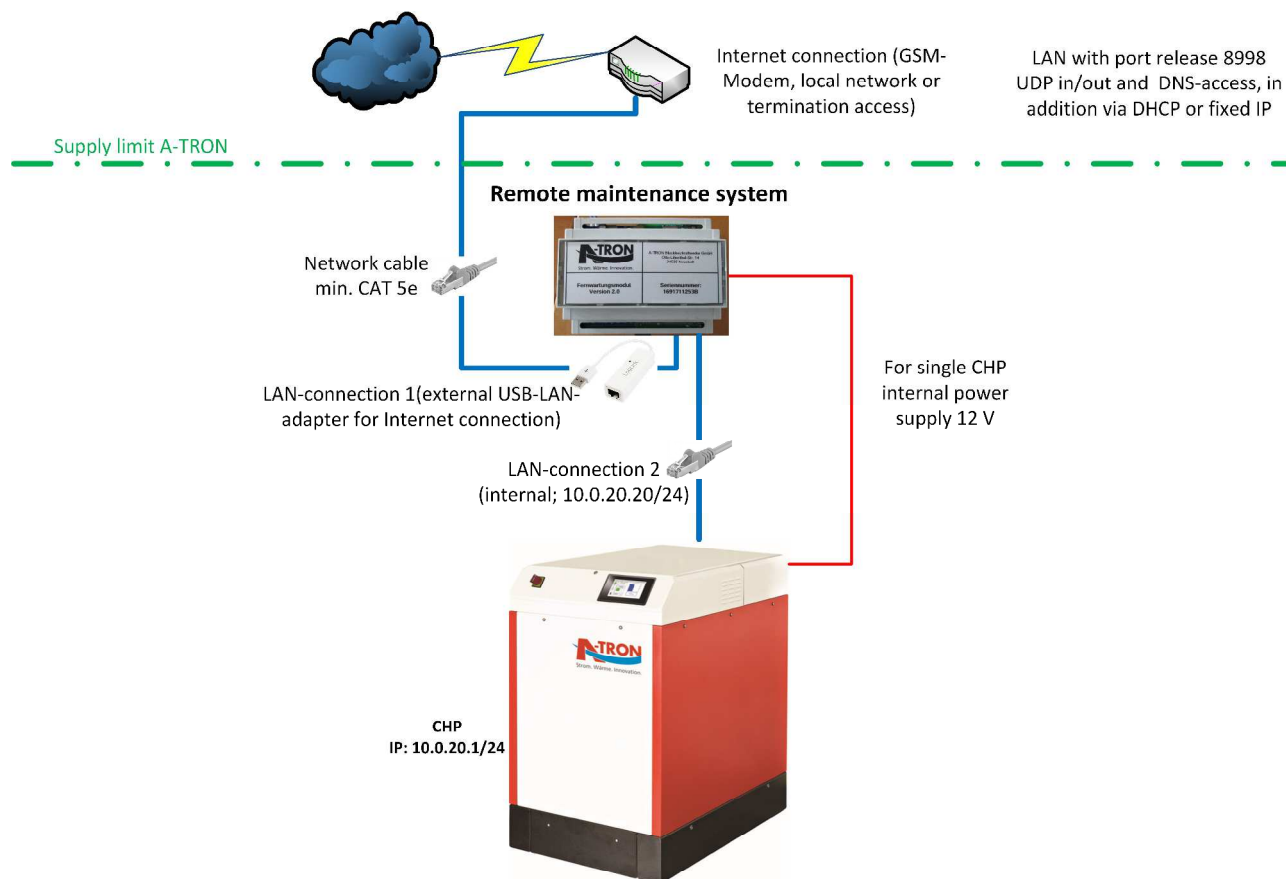 Internet connection (GSM-
Modem, local network or
termination access)
LAN with port release 8998
UDP in/out and DNS-access, in
addition via DHCP or fixed IP
Supply limit A-TRON
Remote maintenance system
A-TRON
Strom. Wärme. Innovation.
Fernwartungsmodul
Version 2.0
Seriennummer:
Network cable
min. CAT 5e
LAN-connection 1(external USB-LAN-
adapter for Internet connection)
For single CHP
internal power
supply 12 V
LAN-connection 2
(internal; 10.0.20.20/24)
A-TRON
Strom. Wärme. Innovation.
CHP
IP: 10.0.20.1/24